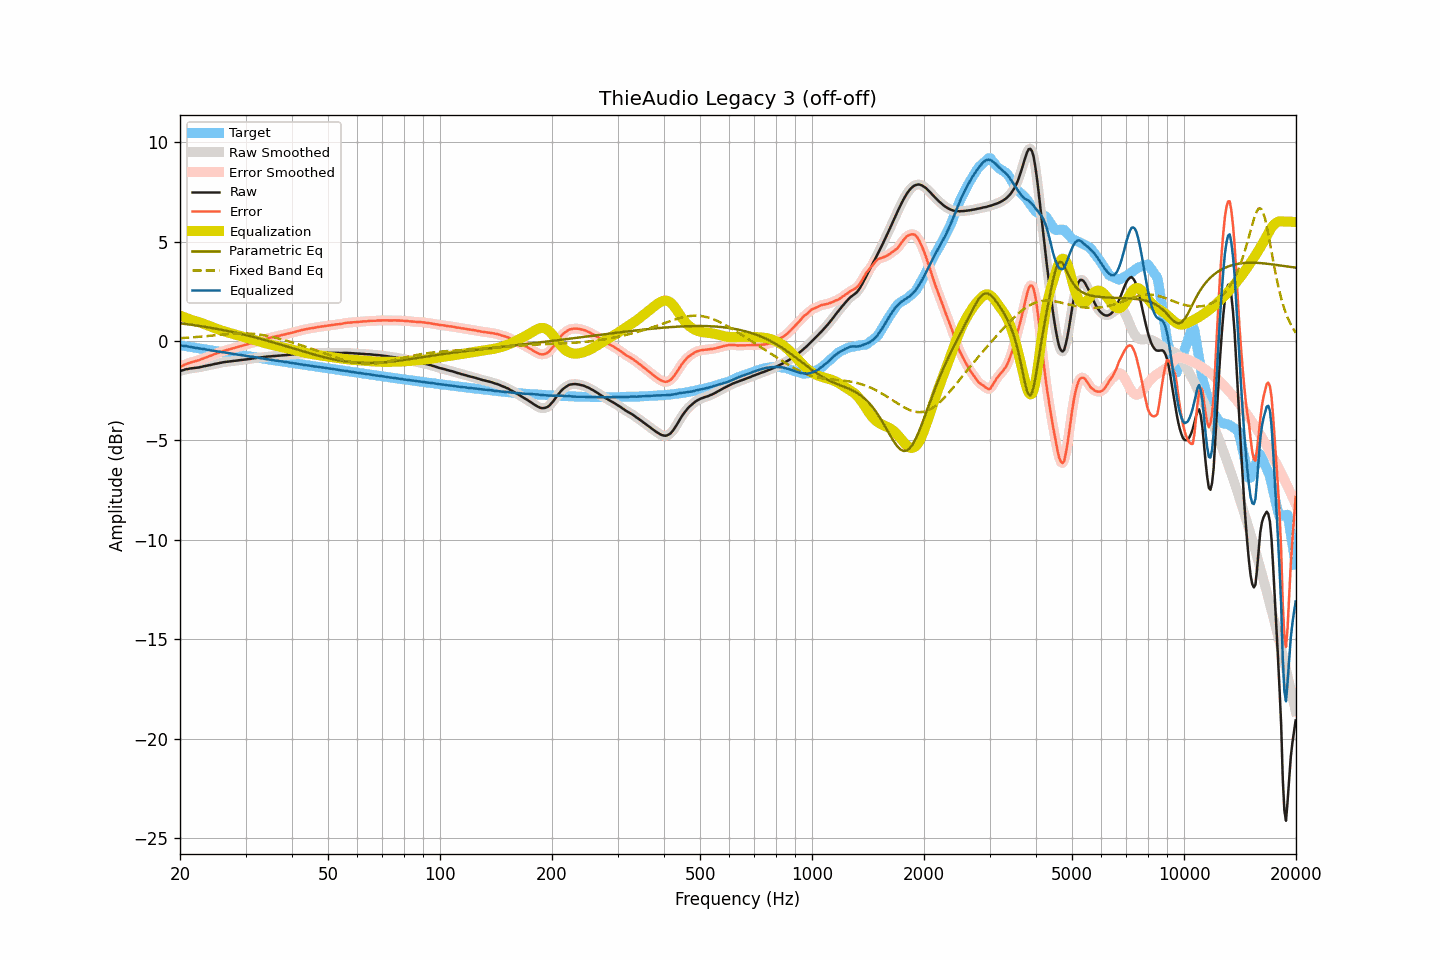 ThieAudio Legacy 3 (off-off)
Target
Raw Smoothed
Error Smoothed
Raw
Error
Equalization
Parametric Eq
Fixed Band Eq
Equalized
10
5
0
−5
−10
−15
−20
−25
Amplitude (dBr)
20 50 100 200 500 1000 2000 5000 10000 20000
Frequency (Hz)